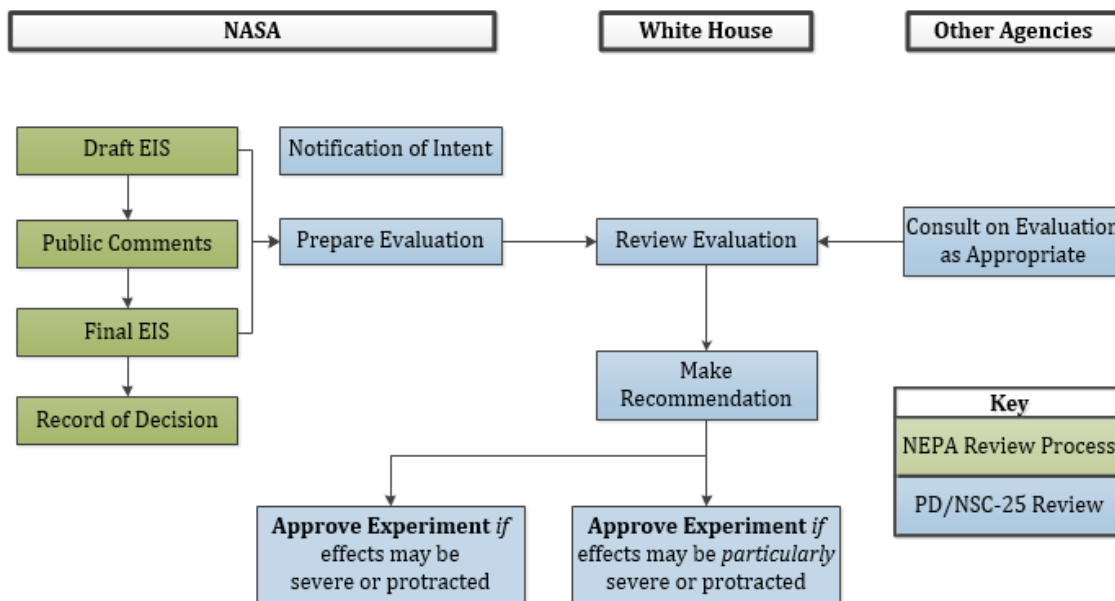 NASA
White House
Other Agencies
Draft EIS
Notification of Intent
Public Comments
Prepare Evaluation
Review Evaluation
Consult on Evaluation
as Appropriate
Final EIS
Make
Recommendation
Record of Decision
Key
NEPA Review Process
PD/NSC-25 Review
Approve Experiment if
effects may be
severe or protracted
Approve Experiment if
effects may be particularly
severe or protracted